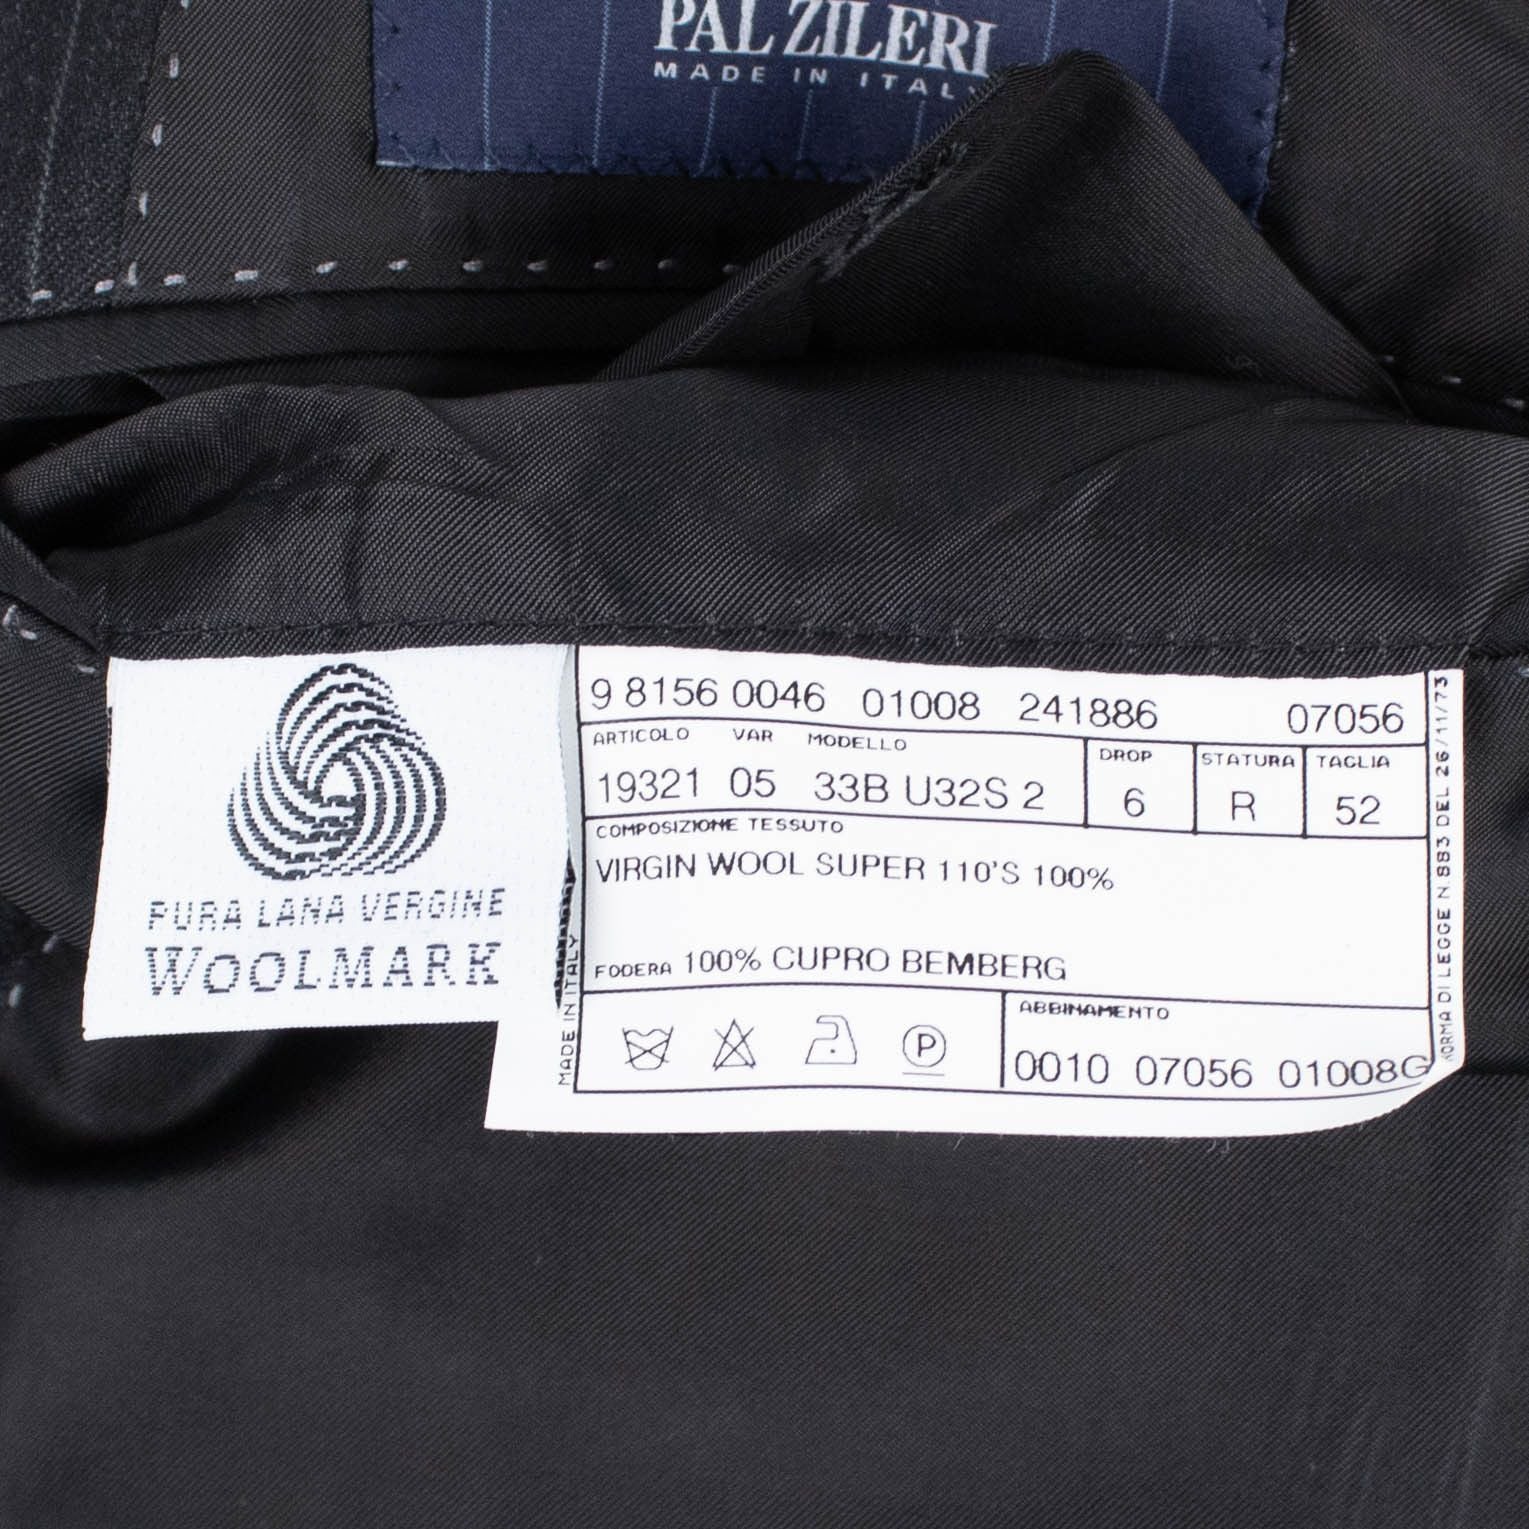 PAL ZILERI
MADE IN ITALY
PURA LANA VERGINE
WOOLMARK
9 8156 0046 01008 241886 07056
ARTICOLO VAR MODELLO DROP STATURA TAGLIA
19321 05 33B U32S 2 6 R 52
COMPOSIZIONE TESSUTO
VIRGIN WOOL SUPER 110'S 100%
FODERA 100% CUPRO BEMBERG
P
ABBINAMENTO
0010 07056 01008G
MADE IN ITALY
NORMA DI LEGGE N.883 DEL 26/11/73